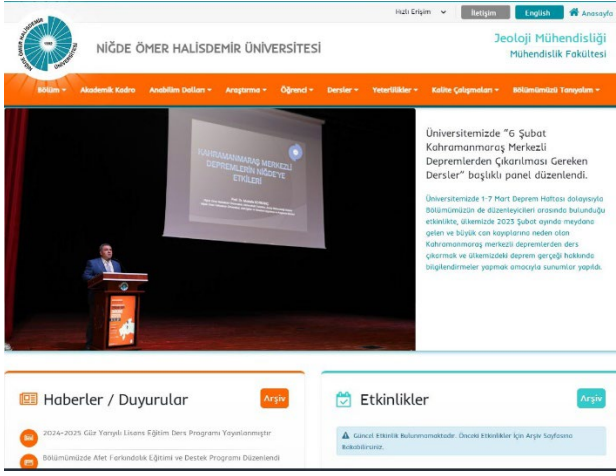 Hızlı Erişim
İletişim
English
Anasayfa
NİĞDE ÖMER HALİSDEMİR ÜNİVERSİTESİ
Jeoloji Mühendisliği
Mühendislik Fakültesi
Bölüm
Akademik Kadro
Anabilim Dalları
Araştırma
Öğrenci
Dersler
Yeterlilikler
Kalite Çalışmaları
Bölümümüzü Tanıyalım
KAHRAMANMARAŞ MERKEZLİ
DEPREMLERİN NİĞDE'YE
ETKİLERİ
Üniversitemizde "6 Şubat
Kahramanmaraş Merkezli
Depremlerden Çıkarılması Gereken
Dersler" başlıklı panel düzenlendi.
Üniversitemizde 1-7 Mart Deprem Haftası dolayısıyla
Bölümümüzün de düzenleyicileri arasında bulunduğu
etkinlikte, ülkemizde 2023 Şubat ayında meydana
gelen ve büyük can kayıplarına neden olan
Kahramanmaraş merkezli depremlerden ders
çıkarmak ve ülkemizdeki deprem gerçeği hakkında
bilgilendirmeler yapmak amacıyla sunumlar yapıldı.
Haberler / Duyurular
Arşiv
2024-2025 Güz Yarıyılı Lisans Eğitim Ders Programı Yayınlanmıştır
Bölümümüzde Afet Farkındalık Eğitimi ve Destek Programı Düzenlendi
Etkinlikler
Arşiv
Güncel Etkinlik Bulunmamaktadır. Önceki Etkinlikler İçin Arşiv Sayfasına
Bakabilirsiniz.